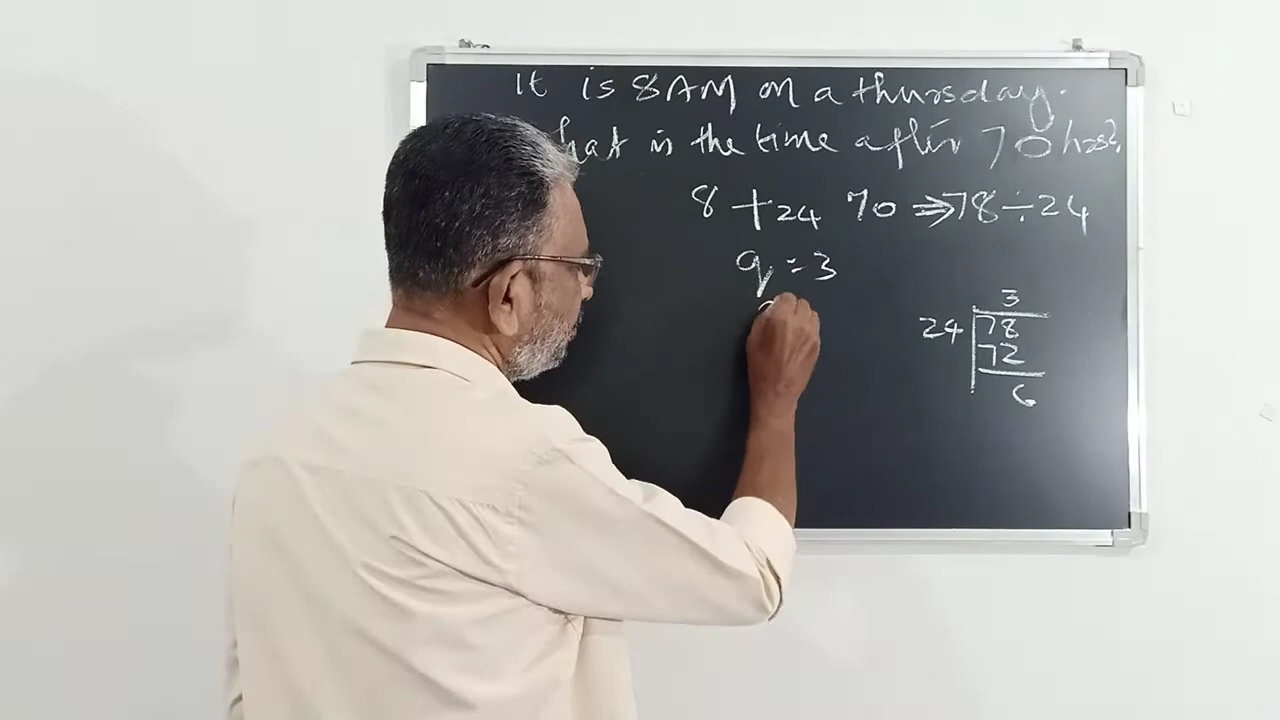 It is 8AM on a thursday.
hat is the time after 70 hrs?
8 +24 70 ⇒ 78 ÷ 24
q = 3
3
24 78
72
6